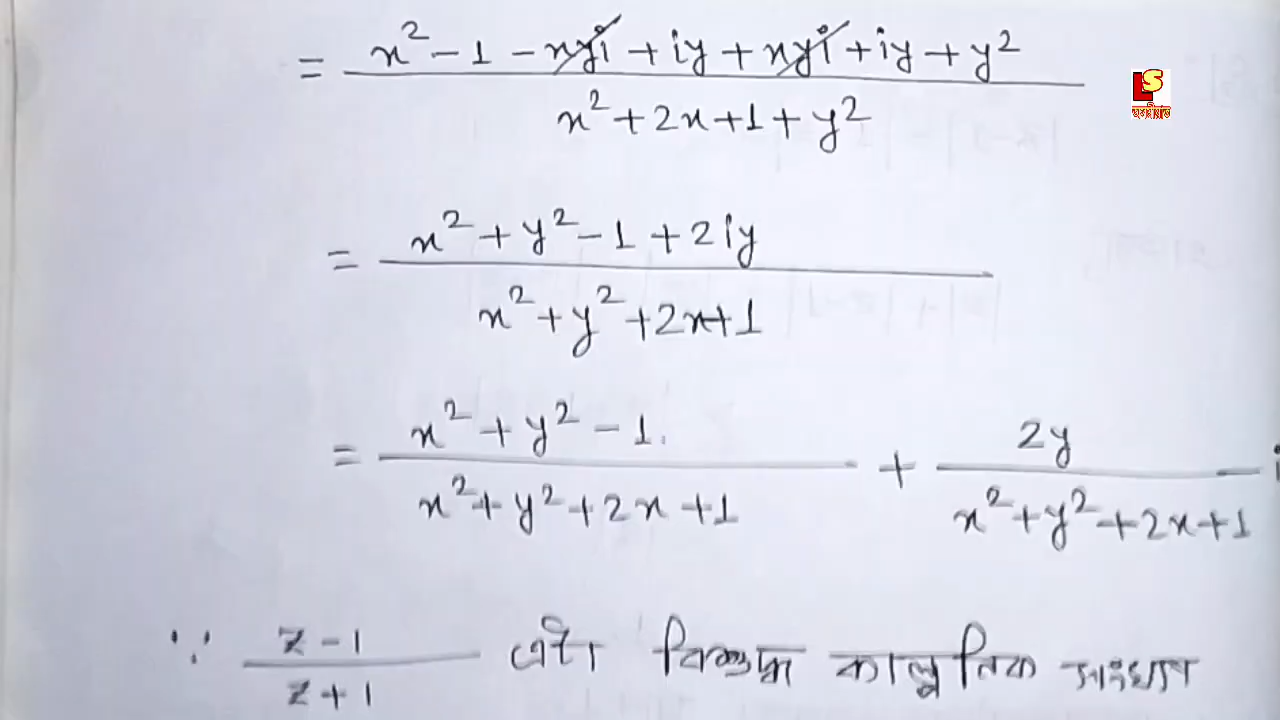 = x² - 1 - xyi + iy + xyi + iy + y² / x² + 2x + 1 + y²
= x² + y² - 1 + 2iy / x² + y² + 2x + 1
= x² + y² - 1. / x² + y² + 2x + 1 + 2y / x² + y² + 2x + 1 i
∵ z - 1 / z + 1 এটা বিশুদ্ধ কাল্পনিক সংখ্যা
LS